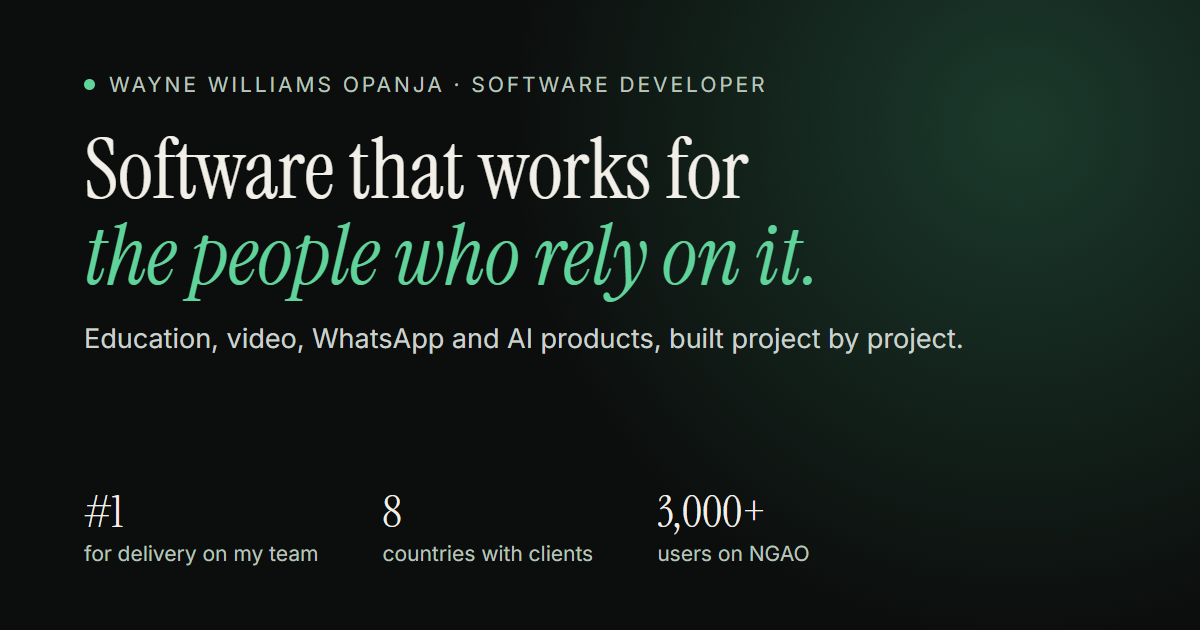 WAYNE WILLIAMS OPANJA · SOFTWARE DEVELOPER
Software that works for
the people who rely on it.
Education, video, WhatsApp and AI products, built project by project.
#1
for delivery on my team
8
countries with clients
3,000+
users on NGAO